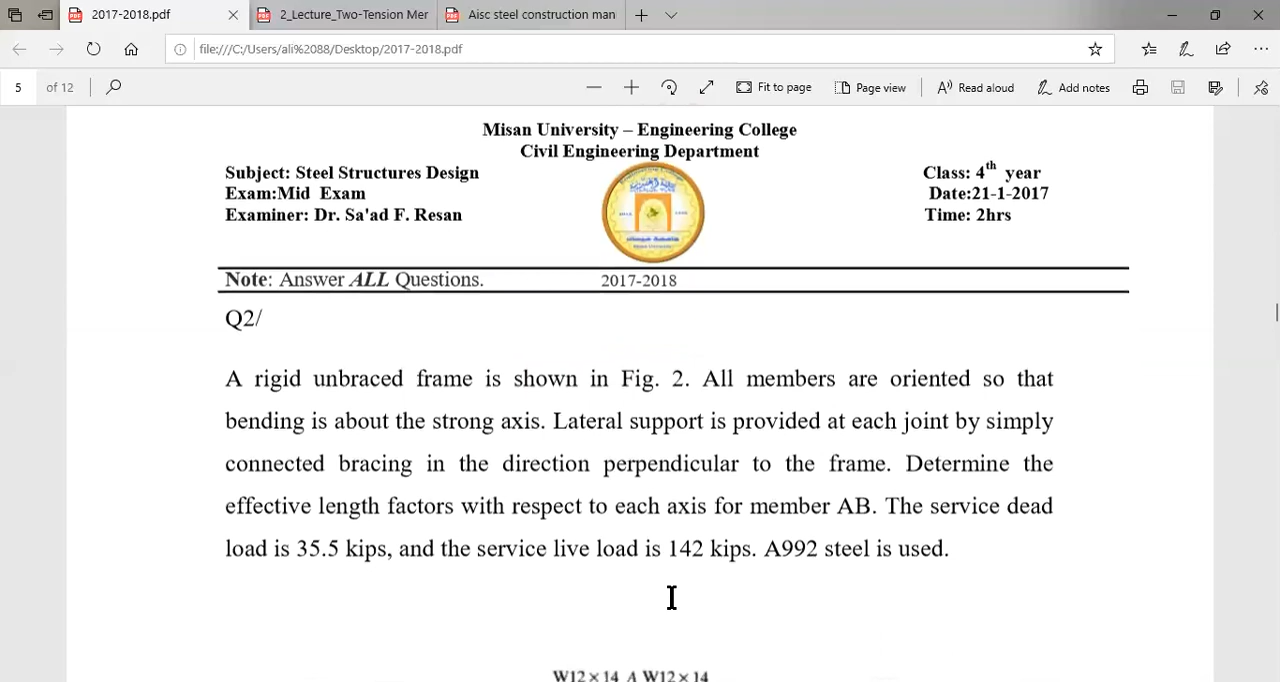 2017-2018.pdf
2_Lecture_Two-Tension Mer
Aisc steel construction man
file:///C:/Users/ali%2088/Desktop/2017-2018.pdf
5 of 12
Fit to page
Page view
Read aloud
Add notes
Misan University – Engineering College
Civil Engineering Department
Subject: Steel Structures Design
Class: 4th year
Exam:Mid Exam
Date:21-1-2017
Examiner: Dr. Sa'ad F. Resan
Time: 2hrs
Note: Answer ALL Questions. 2017-2018
Q2/
A rigid unbraced frame is shown in Fig. 2. All members are oriented so that
bending is about the strong axis. Lateral support is provided at each joint by simply
connected bracing in the direction perpendicular to the frame. Determine the
effective length factors with respect to each axis for member AB. The service dead
load is 35.5 kips, and the service live load is 142 kips. A992 steel is used.
W12 × 14 A W12 × 14